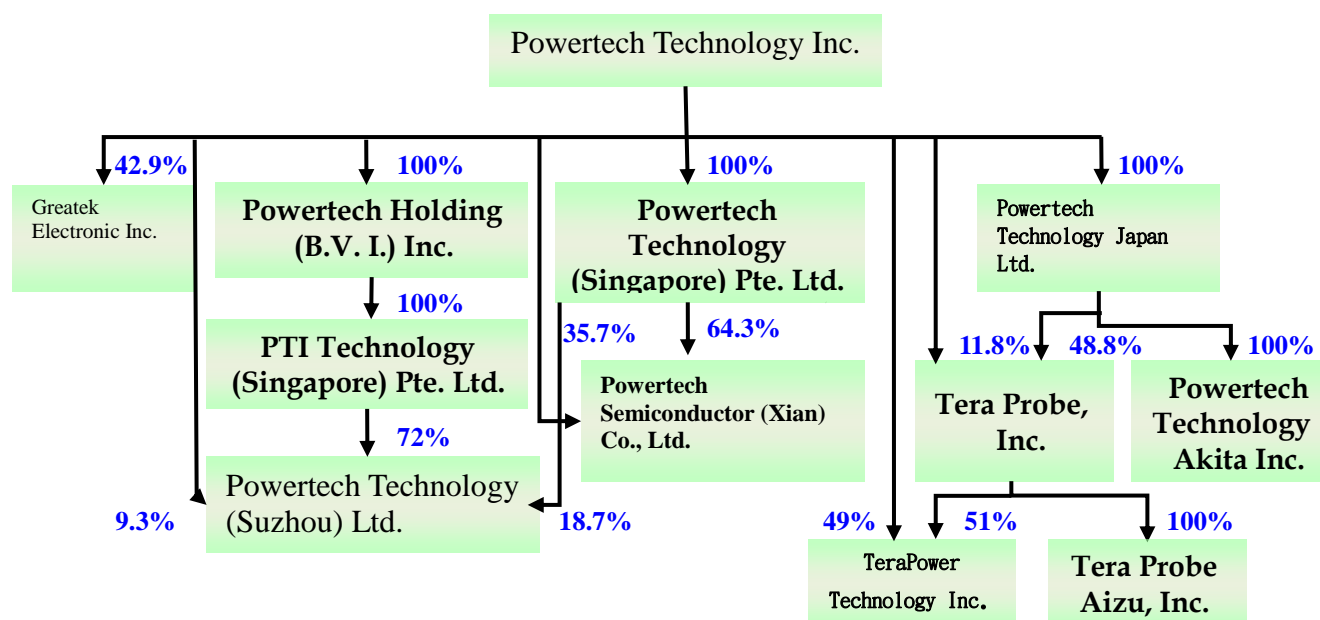 Powertech Technology Inc.
42.9%
100%
100%
100%
Greatek
Electronic Inc.
Powertech Holding
(B.V. I.) Inc.
Powertech
Technology
(Singapore) Pte. Ltd.
Powertech
Technology Japan
Ltd.
100%
35.7%
64.3%
11.8%
48.8%
100%
PTI Technology
(Singapore) Pte. Ltd.
Powertech
Semiconductor (Xian)
Co., Ltd.
Tera Probe,
Inc.
Powertech
Technology
Akita Inc.
72%
Powertech Technology
(Suzhou) Ltd.
9.3%
18.7%
49%
51%
100%
TeraPower
Technology Inc.
Tera Probe
Aizu, Inc.